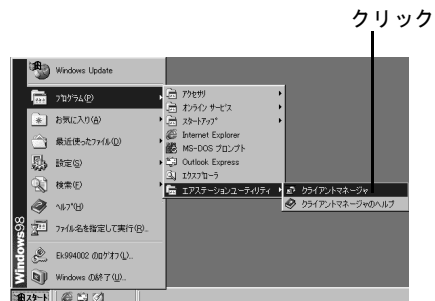 クリック
Windows Update
プログラム(P)
お気に入り(A)
最近使ったファイル(D)
設定(S)
検索(F)
ヘルプ(H)
ファイル名を指定して実行(R)...
Ek994002 のログオフ(L)...
Windows の終了(U)...
Windows98
スタート
アクセサリ
オンライン サービス
スタートアップ
Internet Explorer
MS-DOS プロンプト
Outlook Express
エクスプローラ
エアステーションユーティリティ
クライアントマネージャ
クライアントマネージャのヘルプ